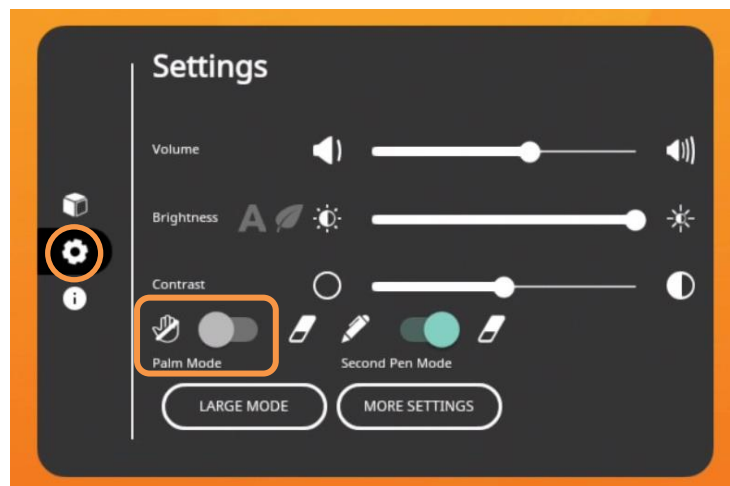 Settings
Volume
Brightness A
Contrast
Palm Mode
Second Pen Mode
LARGE MODE
MORE SETTINGS